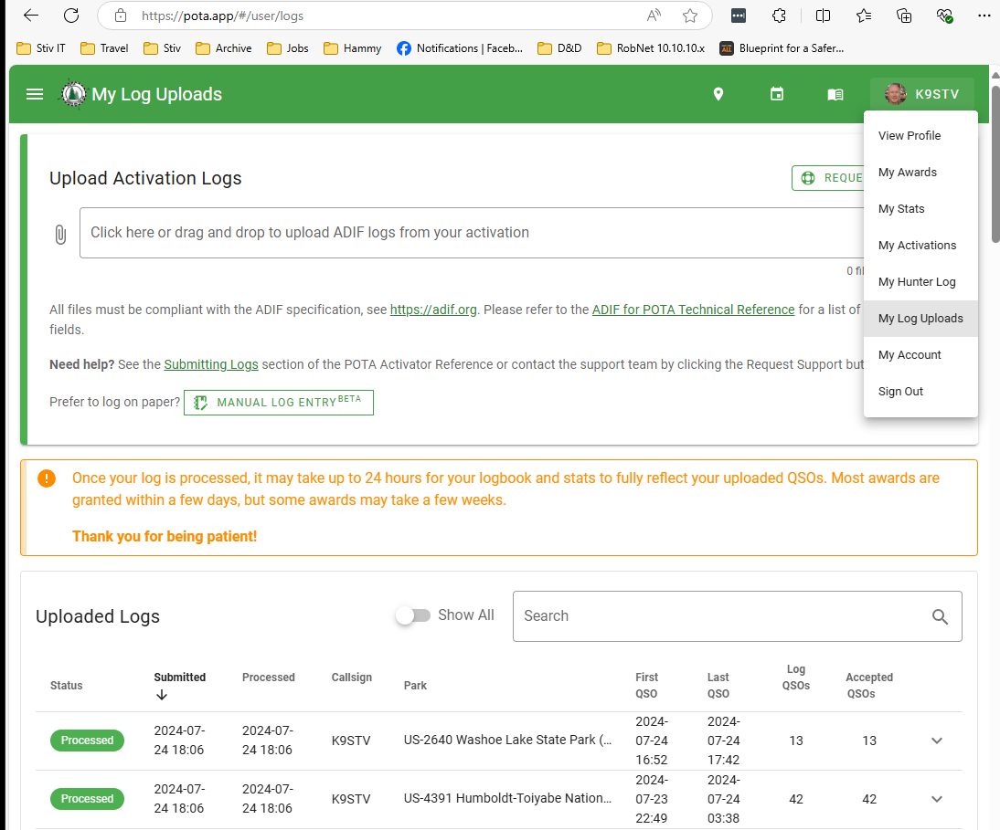 https://pota.app/#/user/logs
Stiv IT Travel Stiv Archive Jobs Hammy Notifications | Faceb... D&D RobNet 10.10.10.x Blueprint for a Safer...
My Log Uploads
K9STV
View Profile
My Awards
My Stats
My Activations
My Hunter Log
My Log Uploads
My Account
Sign Out
Upload Activation Logs
REQUE
Click here or drag and drop to upload ADIF logs from your activation
0 fil
All files must be compliant with the ADIF specification, see https://adif.org. Please refer to the ADIF for POTA Technical Reference for a list of
fields.
Need help? See the Submitting Logs section of the POTA Activator Reference or contact the support team by clicking the Request Support but
Prefer to log on paper? MANUAL LOG ENTRY BETA
Once your log is processed, it may take up to 24 hours for your logbook and stats to fully reflect your uploaded QSOs. Most awards are
granted within a few days, but some awards may take a few weeks.
Thank you for being patient!
Uploaded Logs
Show All
Search
Status Submitted Processed Callsign Park First QSO Last QSO Log QSOs Accepted QSOs
Processed 2024-07-24 18:06 2024-07-24 18:06 K9STV US-2640 Washoe Lake State Park (... 2024-07-24 16:52 2024-07-24 17:42 13 13
Processed 2024-07-24 18:06 2024-07-24 18:06 K9STV US-4391 Humboldt-Toiyabe Nation... 2024-07-23 22:49 2024-07-24 03:38 42 42